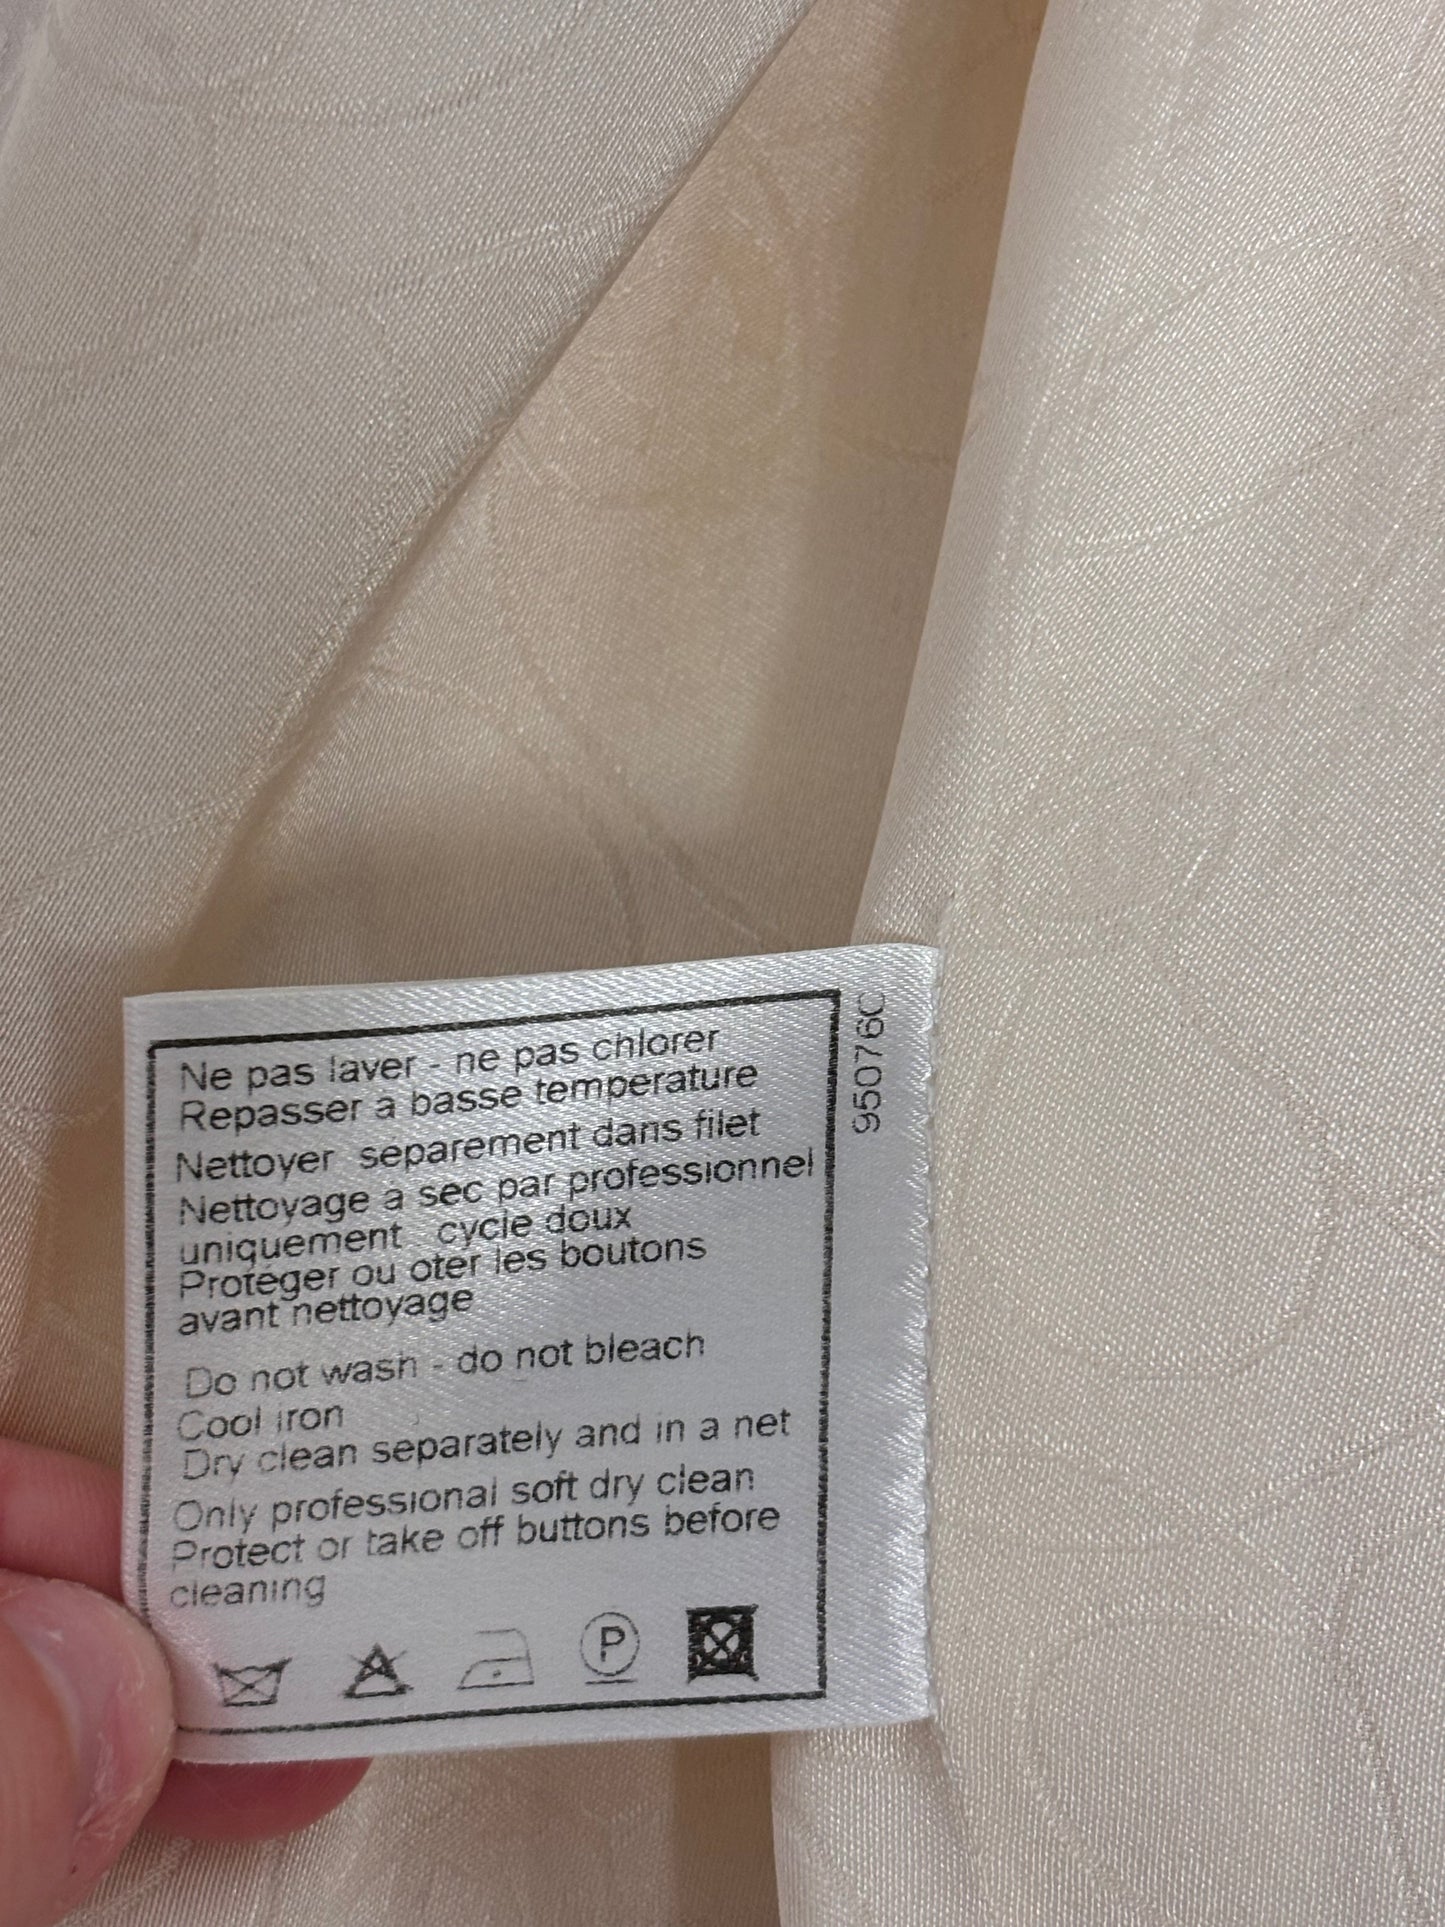 Ne pas laver - ne pas chlorer
Repasser a basse temperature
Nettoyer separement dans filet
Nettoyage à sec par professionnel
uniquement cycle doux
Protéger ou oter les boutons
avant nettoyage
Do not wash - do not bleach
Cool iron
Dry clean separately and in a net
Only professional soft dry clean
Protect or take off buttons before
cleaning
P
95076C